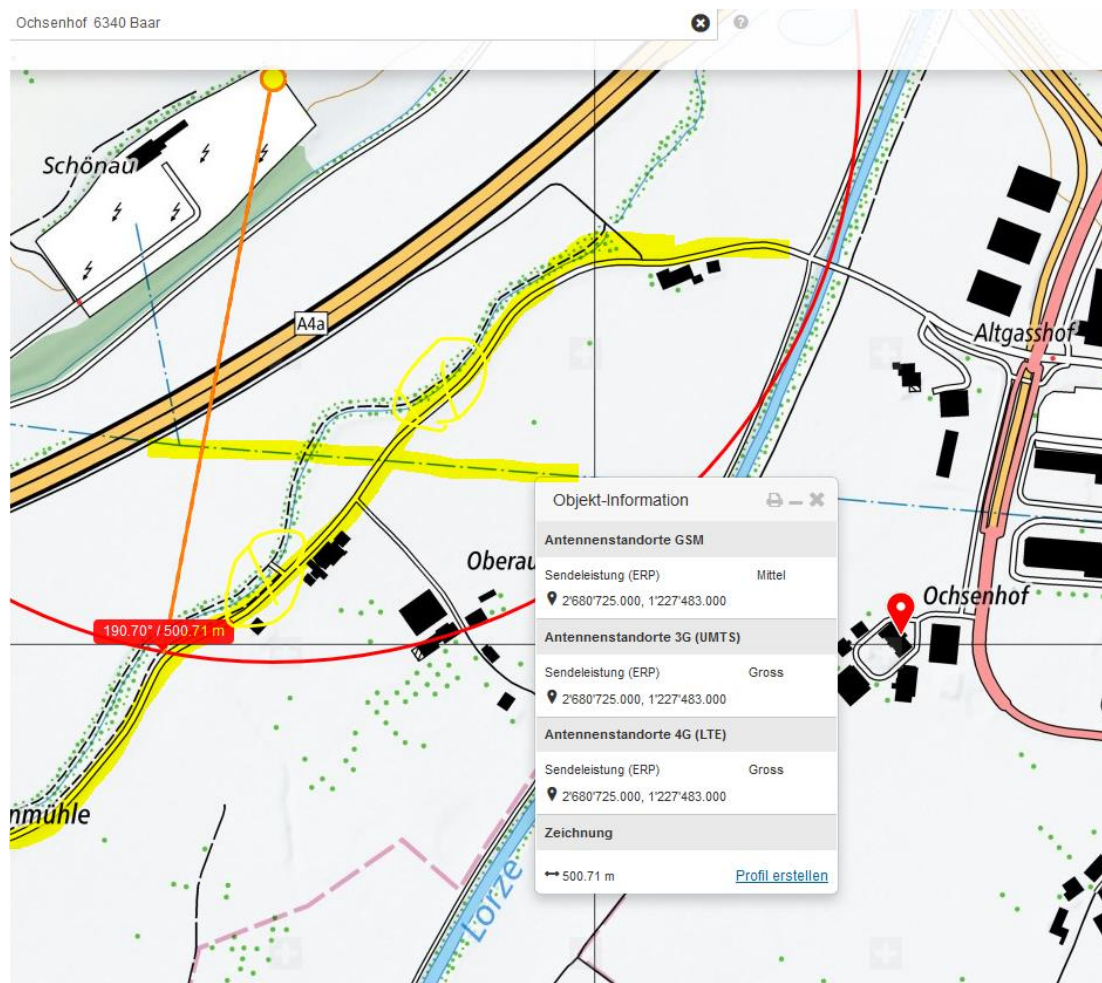 Ochsenhof 6340 Baar
Schönau
A4a
Altgasshof
Objekt-Information
Antennenstandorte GSM
Sendeleistung (ERP) Mittel
2'680'725.000, 1'227'483.000
Antennenstandorte 3G (UMTS)
Sendeleistung (ERP) Gross
2'680'725.000, 1'227'483.000
Antennenstandorte 4G (LTE)
Sendeleistung (ERP) Gross
2'680'725.000, 1'227'483.000
Zeichnung
500.71 m Profil erstellen
Oberau
Ochsenhof
190.70° / 500.71 m
nmühle
Lorze